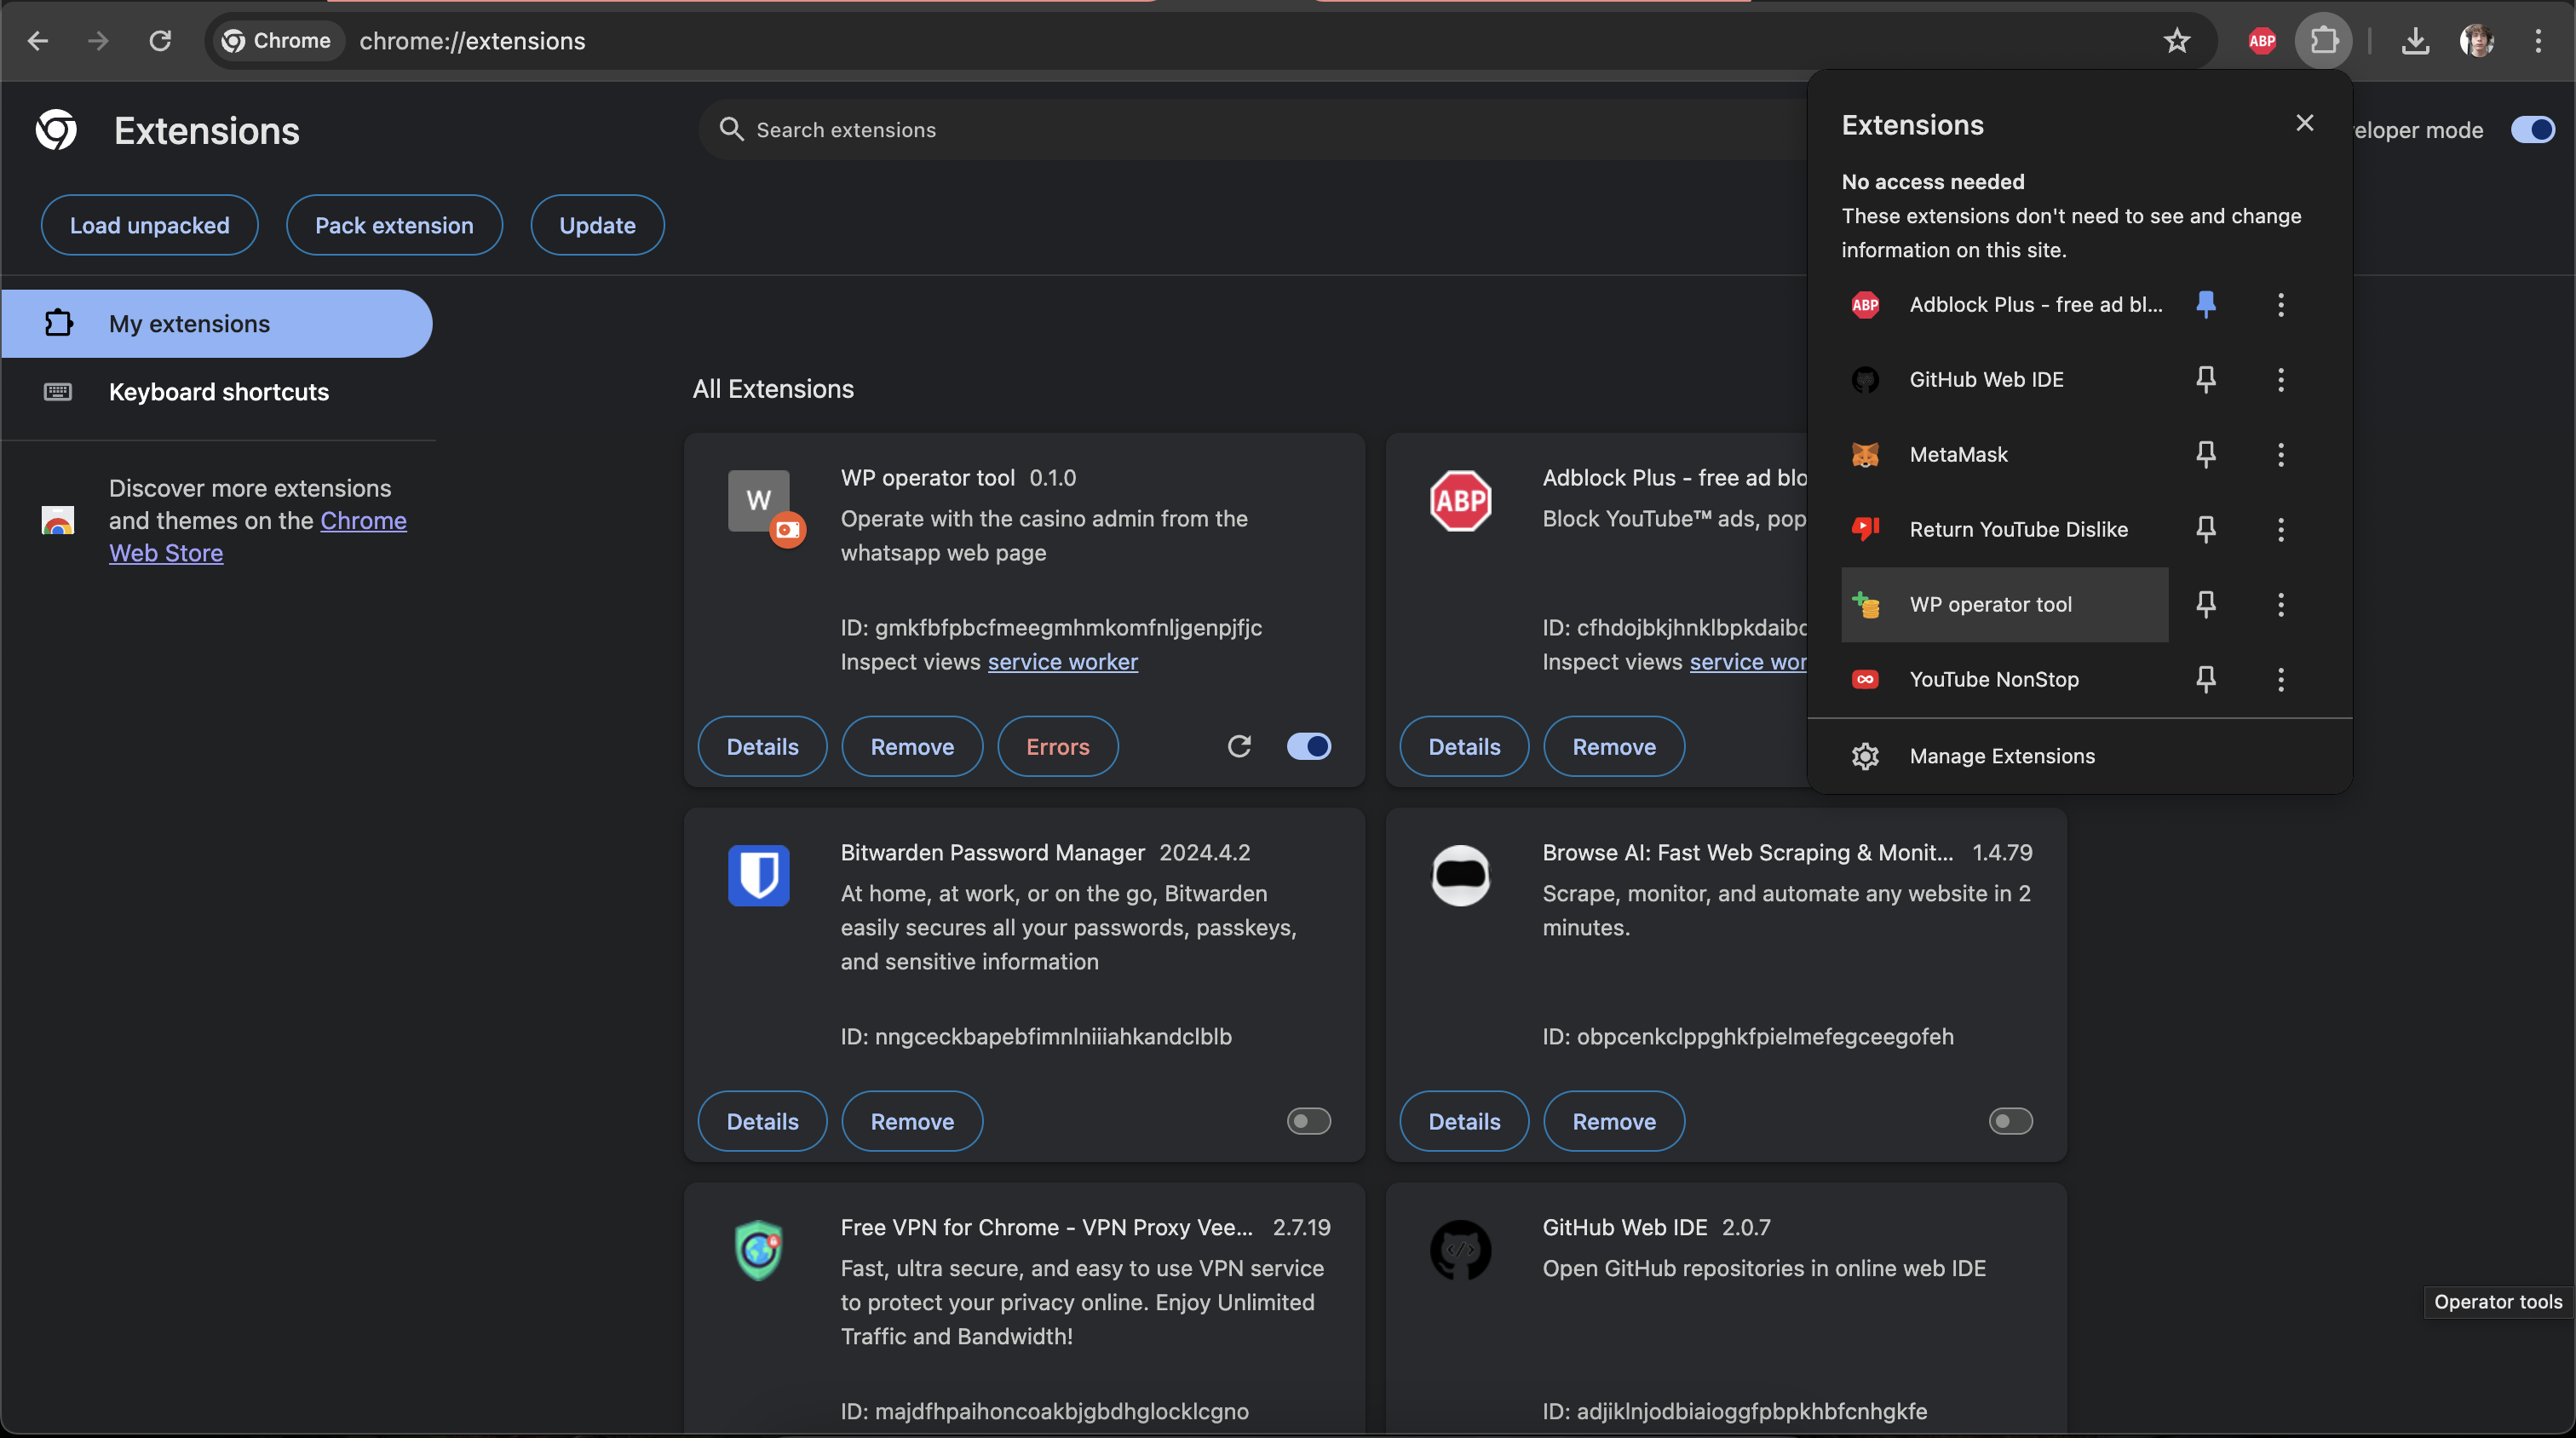 Chrome chrome://extensions ABP
Extensions
Search extensions
eloper mode
Load unpacked
Pack extension
Update
My extensions
Keyboard shortcuts
Discover more extensions
and themes on the Chrome
Web Store
All Extensions
W
WP operator tool 0.1.0
Operate with the casino admin from the
whatsapp web page
ID: gmkfbfpbcfmeegmhmkomfnljgenpjfjc
Inspect views service worker
Details
Remove
Errors
ABP
Adblock Plus - free ad blo
Block YouTube™ ads, pop
ID: cfhdojbkjhnklbpkdaibd
Inspect views service wor
Details
Remove
Bitwarden Password Manager 2024.4.2
At home, at work, or on the go, Bitwarden
easily secures all your passwords, passkeys,
and sensitive information
ID: nngceckbapebfimnlniiiahkandclblb
Details
Remove
Browse AI: Fast Web Scraping & Monit... 1.4.79
Scrape, monitor, and automate any website in 2
minutes.
ID: obpcenkclppghkfpielmefegceegofeh
Details
Remove
Free VPN for Chrome - VPN Proxy Vee... 2.7.19
Fast, ultra secure, and easy to use VPN service
to protect your privacy online. Enjoy Unlimited
Traffic and Bandwidth!
ID: majdfhpaihoncoakbjgbdhglocklcgno
GitHub Web IDE 2.0.7
Open GitHub repositories in online web IDE
ID: adjiklnjodbiaioggfpbpkhbfcnhgkfe
Extensions
No access needed
These extensions don't need to see and change
information on this site.
ABP Adblock Plus - free ad bl...
GitHub Web IDE
MetaMask
Return YouTube Dislike
WP operator tool
YouTube NonStop
Manage Extensions
Operator tools